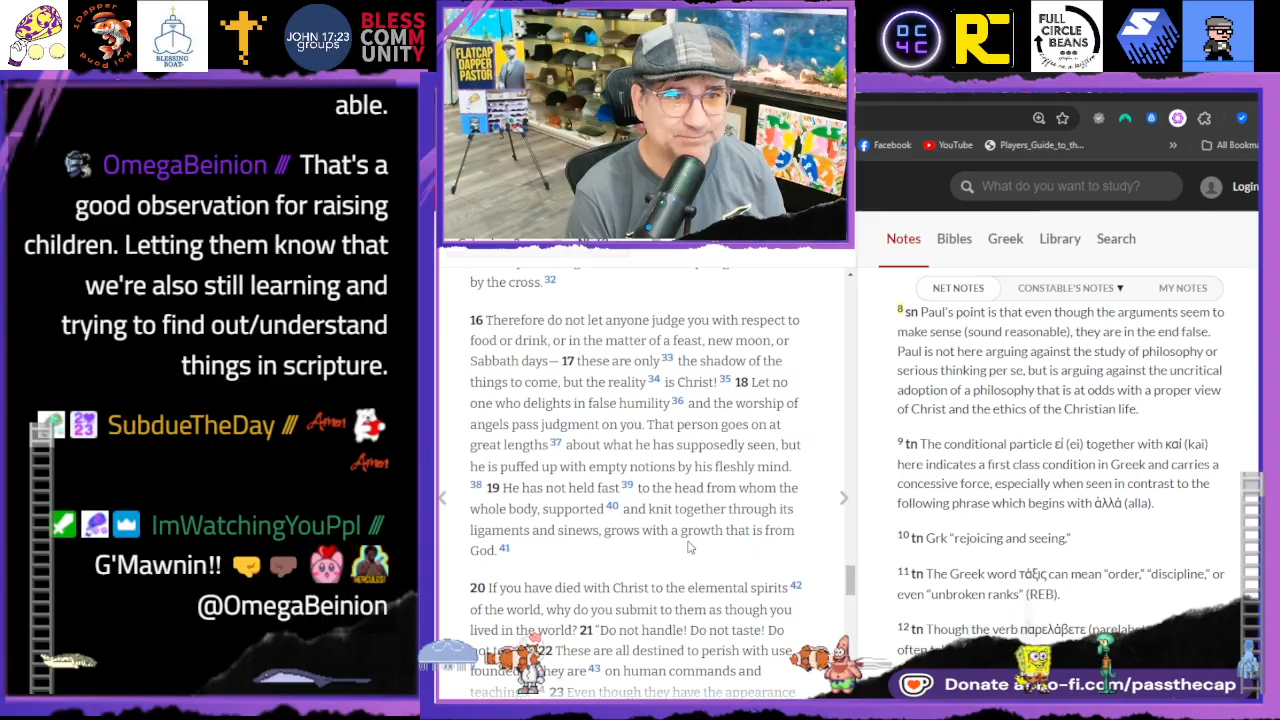 BLESSING
BOAT
JOHN 17:23
groups
BLESS
COMM
UNITY
OC
4C
RC
FULL
CIRCLE
BEANS
FLATCAP
DAPPER
PASTOR
able.
OmegaBeinion /// That's a
good observation for raising
children. Letting them know that
we're also still learning and
trying to find out/understand
things in scripture.
SubdueTheDay //
Amen
Amen
ImWatchingYouPpl ///
G'Mawnin!!
@OmegaBeinion
by the cross. 32
16 Therefore do not let anyone judge you with respect to
food or drink, or in the matter of a feast, new moon, or
Sabbath days— 17 these are only 33 the shadow of the
things to come, but the reality 34 is Christ! 35 18 Let no
one who delights in false humility 36 and the worship of
angels pass judgment on you. That person goes on at
great lengths 37 about what he has supposedly seen, but
he is puffed up with empty notions by his fleshly mind.
38 19 He has not held fast 39 to the head from whom the
whole body, supported 40 and knit together through its
ligaments and sinews, grows with a growth that is from
God. 41
20 If you have died with Christ to the elemental spirits 42
of the world, why do you submit to them as though you
lived in the world? 21 "Do not handle! Do not taste! Do
22 These are all destined to perish with use,
founded they are 43 on human commands and
teachings 23 Even though they have the appearance
Facebook YouTube Players_Guide_to_th... » All Bookma
What do you want to study? Login
Notes Bibles Greek Library Search
NET NOTES CONSTABLE'S NOTES ▼ MY NOTES
8 sn Paul's point is that even though the arguments seem to
make sense (sound reasonable), they are in the end false.
Paul is not here arguing against the study of philosophy or
serious thinking per se, but is arguing against the uncritical
adoption of a philosophy that is at odds with a proper view
of Christ and the ethics of the Christian life.
9 tn The conditional particle εἰ (ei) together with καί (kai)
here indicates a first class condition in Greek and carries a
concessive force, especially when seen in contrast to the
following phrase which begins with ἀλλά (alla).
10 tn Grk "rejoicing and seeing."
11 tn The Greek word τάξις can mean "order," "discipline," or
even "unbroken ranks" (REB).
12 tn Though the verb παρελάβετε (parelabe
often
Donate a ko-fi.com/passtheca